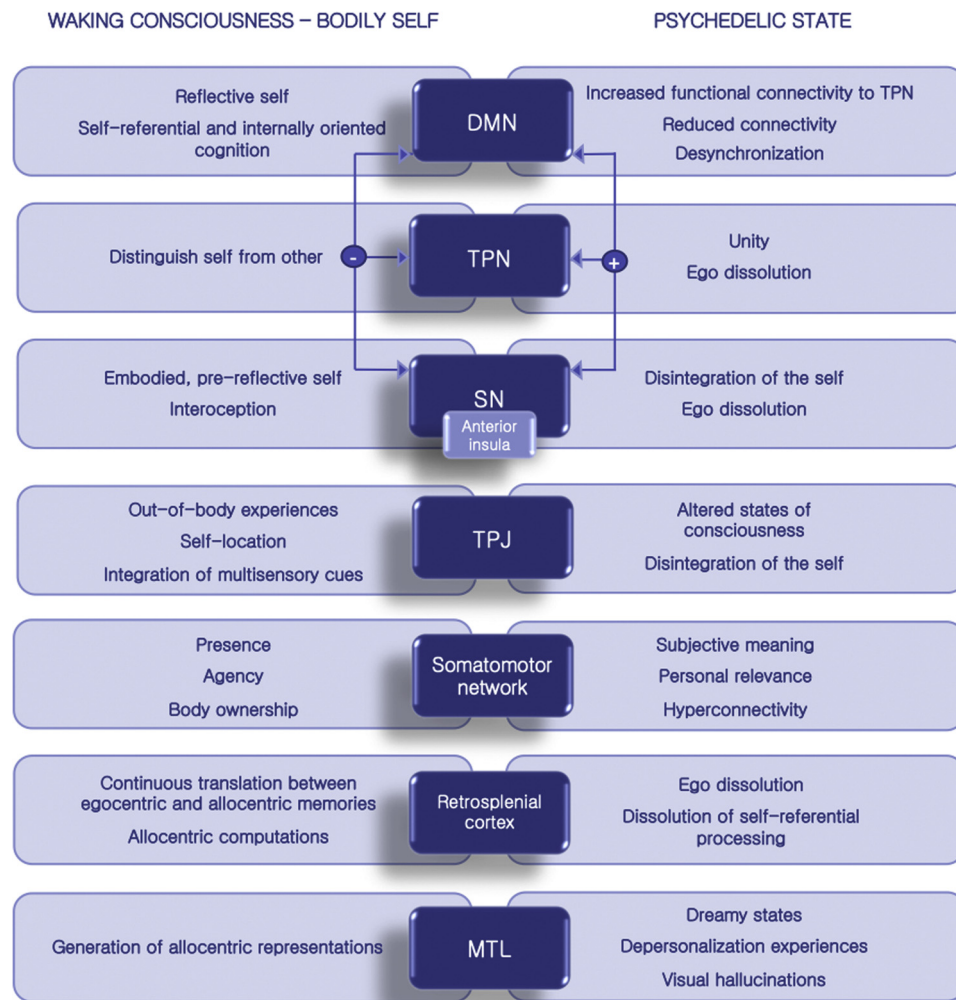 WAKING CONSCIOUSNESS – BODILY SELF
PSYCHEDELIC STATE
Reflective self
Self-referential and internally oriented
cognition
DMN
Increased functional connectivity to TPN
Reduced connectivity
Desynchronization
Distinguish self from other
-
TPN
+
Unity
Ego dissolution
Embodied, pre-reflective self
Interoception
SN
Anterior
insula
Disintegration of the self
Ego dissolution
Out-of-body experiences
Self-location
Integration of multisensory cues
TPJ
Altered states of
consciousness
Disintegration of the self
Presence
Agency
Body ownership
Somatomotor
network
Subjective meaning
Personal relevance
Hyperconnectivity
Continuous translation between
egocentric and allocentric memories
Allocentric computations
Retrosplenial
cortex
Ego dissolution
Dissolution of self-referential
processing
Generation of allocentric representations
MTL
Dreamy states
Depersonalization experiences
Visual hallucinations